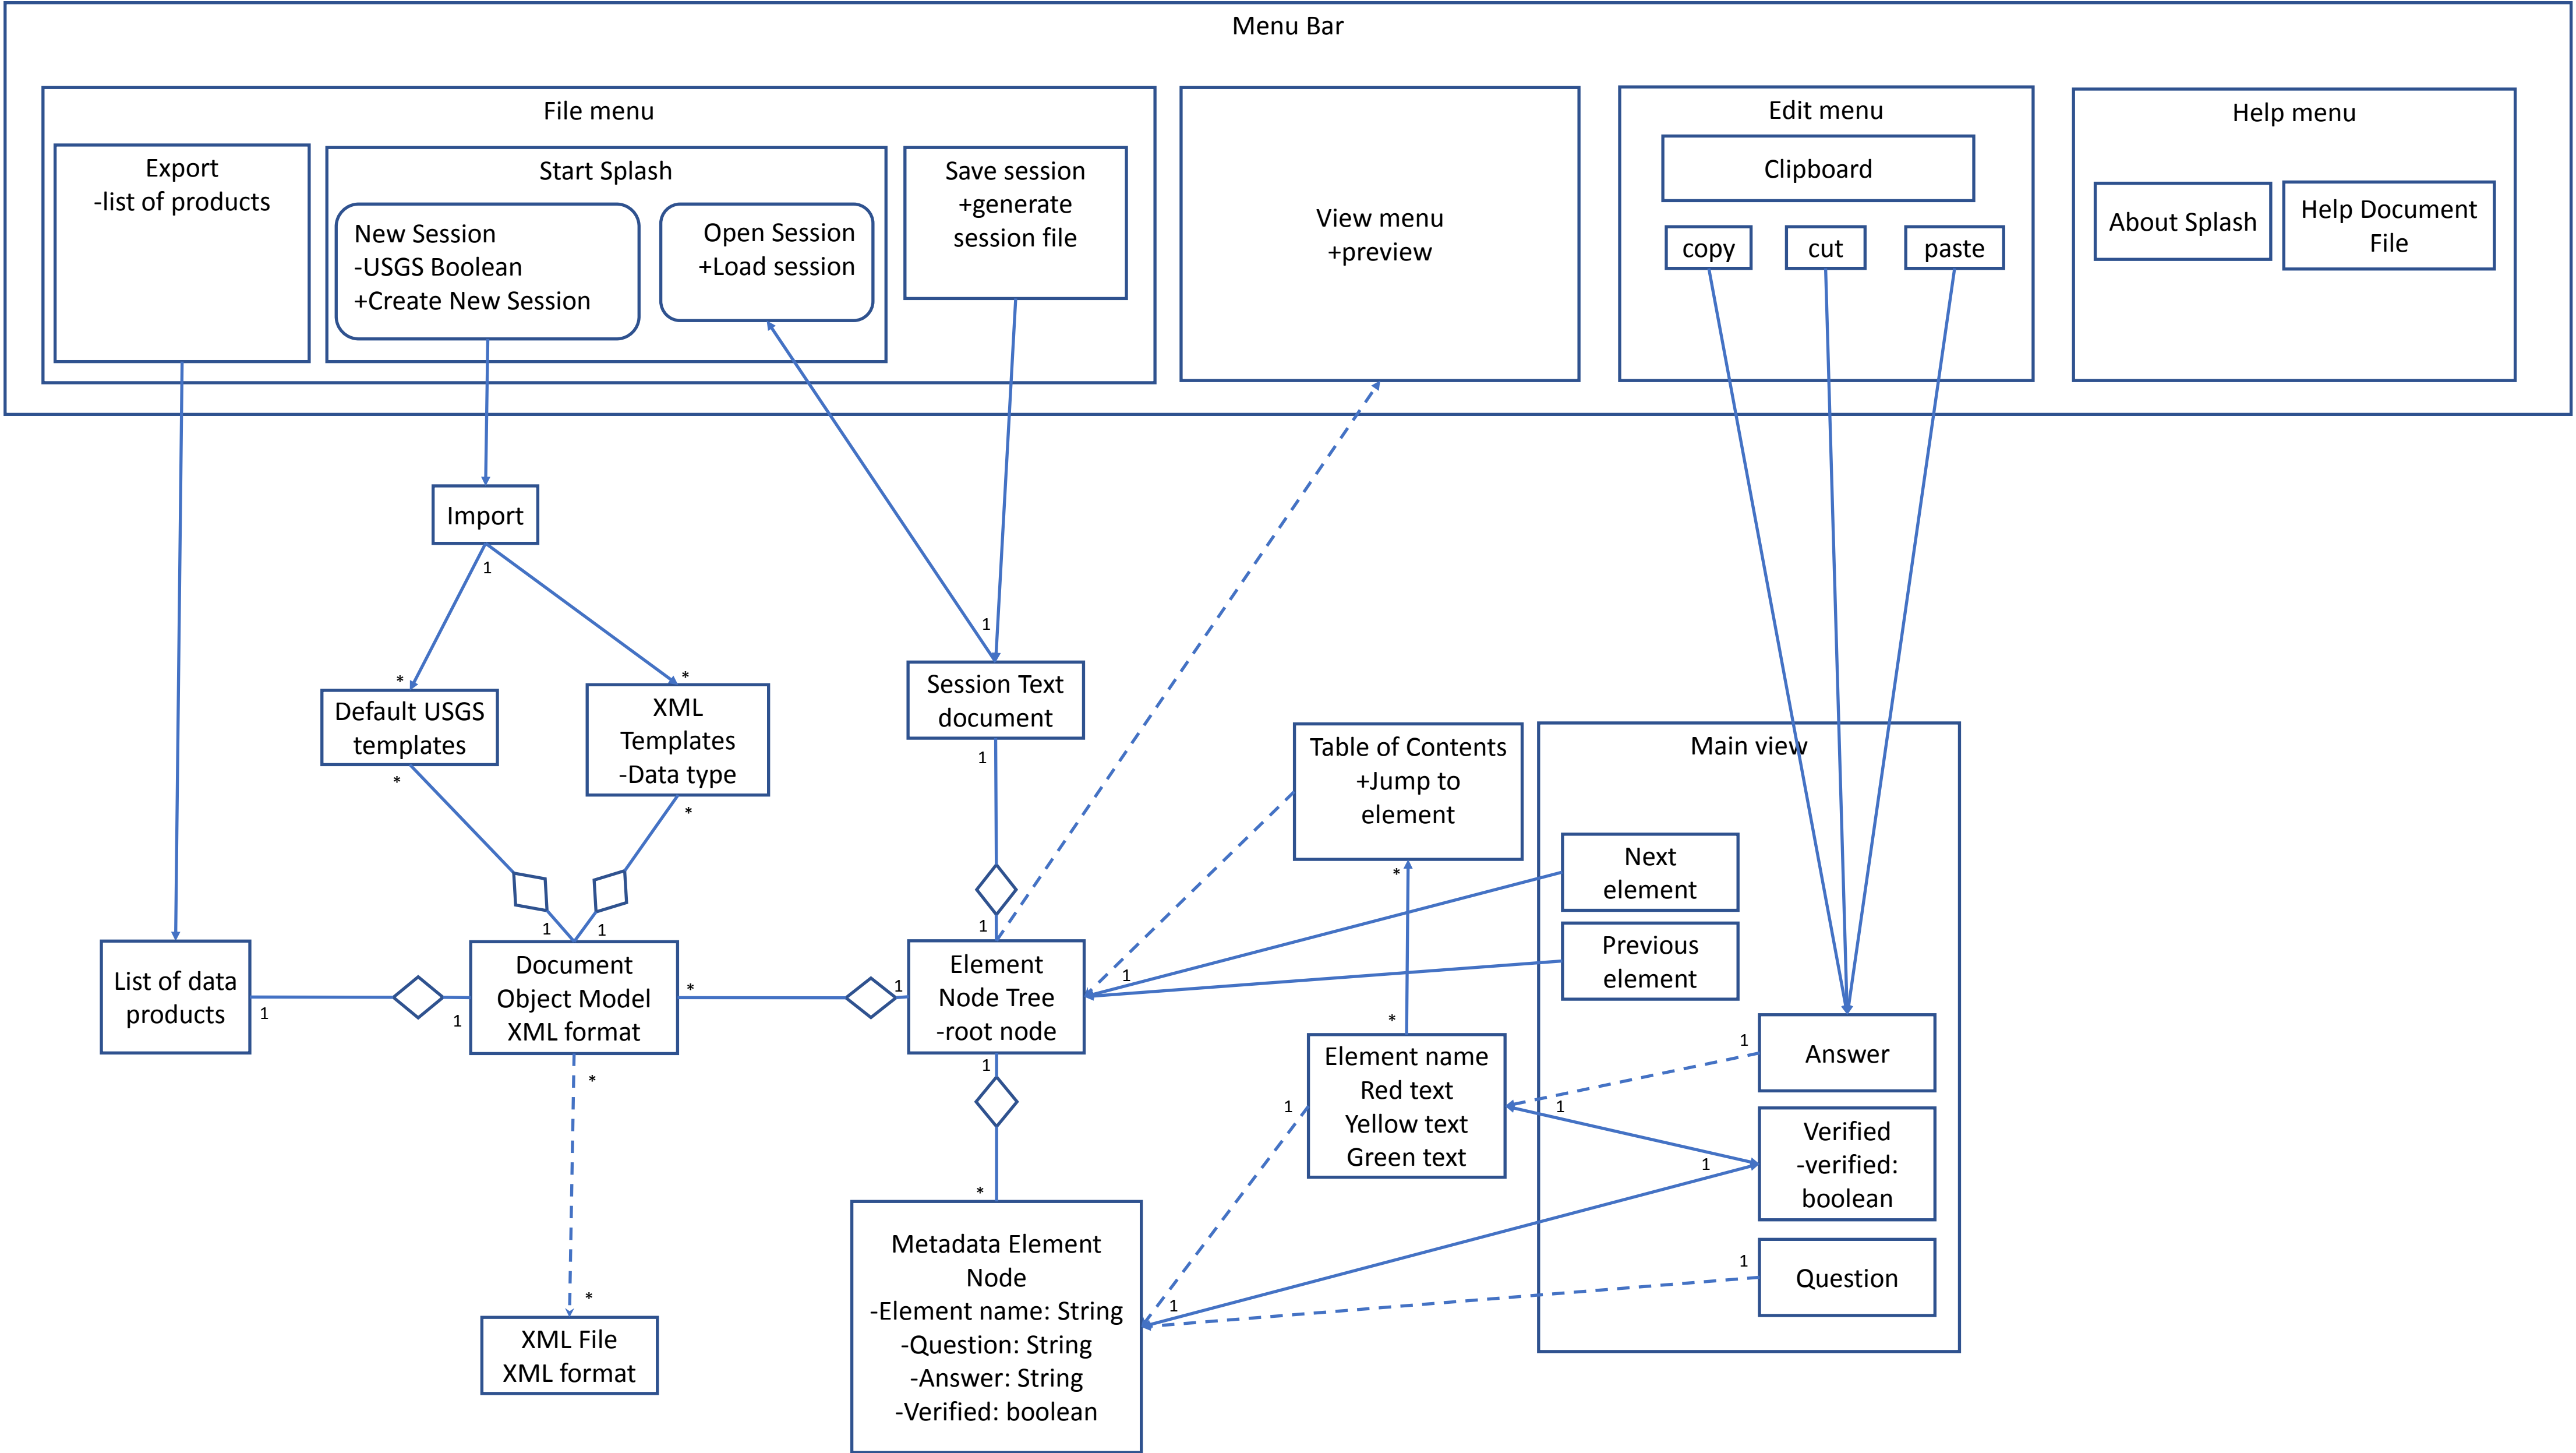 Menu Bar
File menu
Export
-list of products
Start Splash
New Session
-USGS Boolean
+Create New Session
Open Session
+Load session
Save session
+generate
session file
View menu
+preview
Edit menu
Clipboard
copy
cut
paste
Help menu
About Splash
Help Document
File
Import
1
*
*
1
Default USGS
templates
*
XML
Templates
-Data type
*
Session Text
document
1
Table of Contents
+Jump to
element
*
Main view
Next
element
Previous
element
1
1
1
List of data
products
1
1
Document
Object Model
XML format
*
*
1
1
Element
Node Tree
-root node
1
1
*
Element name
Red text
Yellow text
Green text
1
1
Answer
1
1
Verified
-verified:
boolean
1
Question
*
*
XML File
XML format
*
Metadata Element
Node
-Element name: String
-Question: String
-Answer: String
-Verified: boolean
1